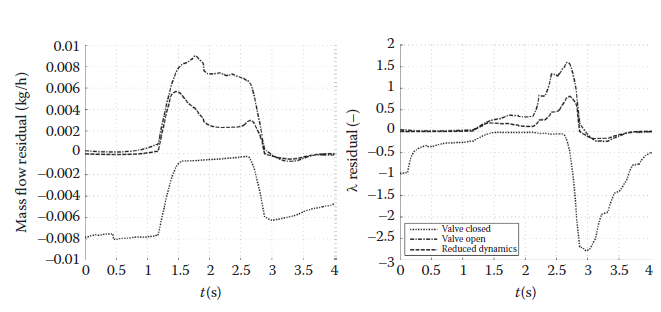 Mass flow residual (kg/h)
0.01
0.008
0.006
0.004
0.002
0
−0.002
−0.004
−0.006
−0.008
−0.01
0 0.5 1 1.5 2 2.5 3 3.5 4
t(s)
λ residual (−)
2
1.5
1
0.5
0
−0.5
−1
−1.5
−2
−2.5
−3
Valve closed
Valve open
Reduced dynamics
0 0.5 1 1.5 2 2.5 3 3.5 4
t(s)